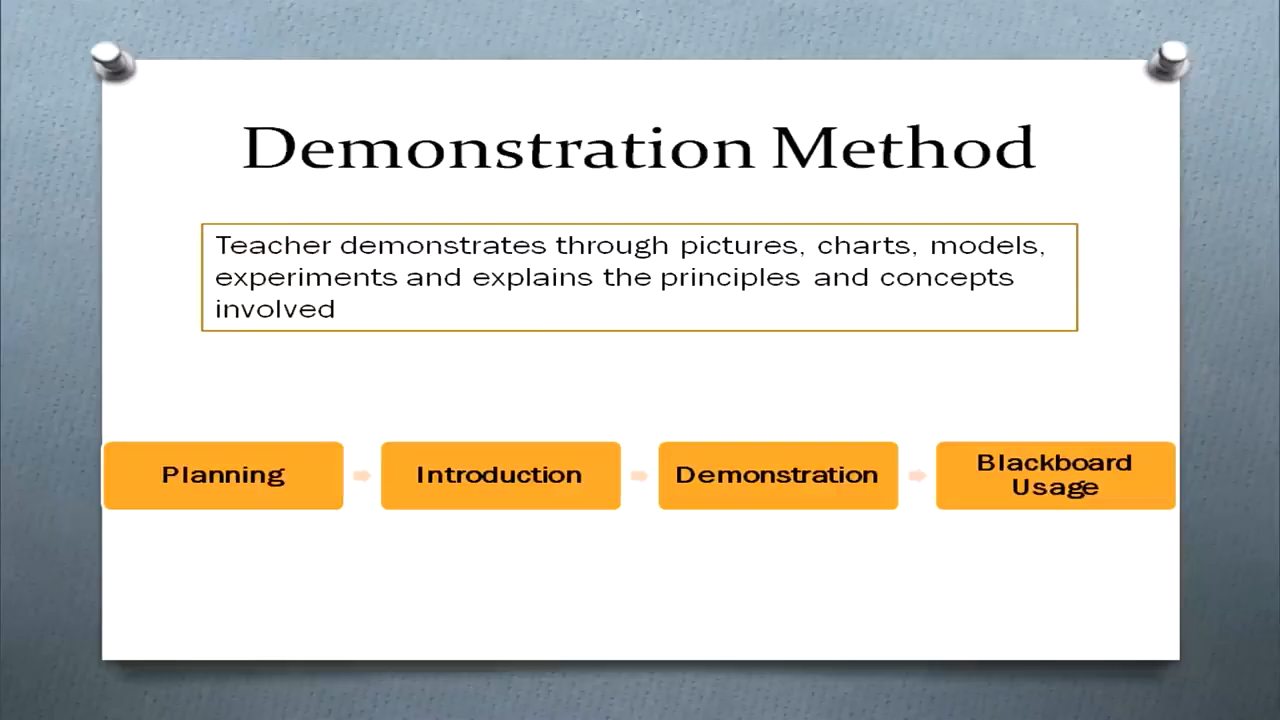 Demonstration Method
Teacher demonstrates through pictures, charts, models,
experiments and explains the principles and concepts
involved
Planning
Introduction
Demonstration
Blackboard
Usage